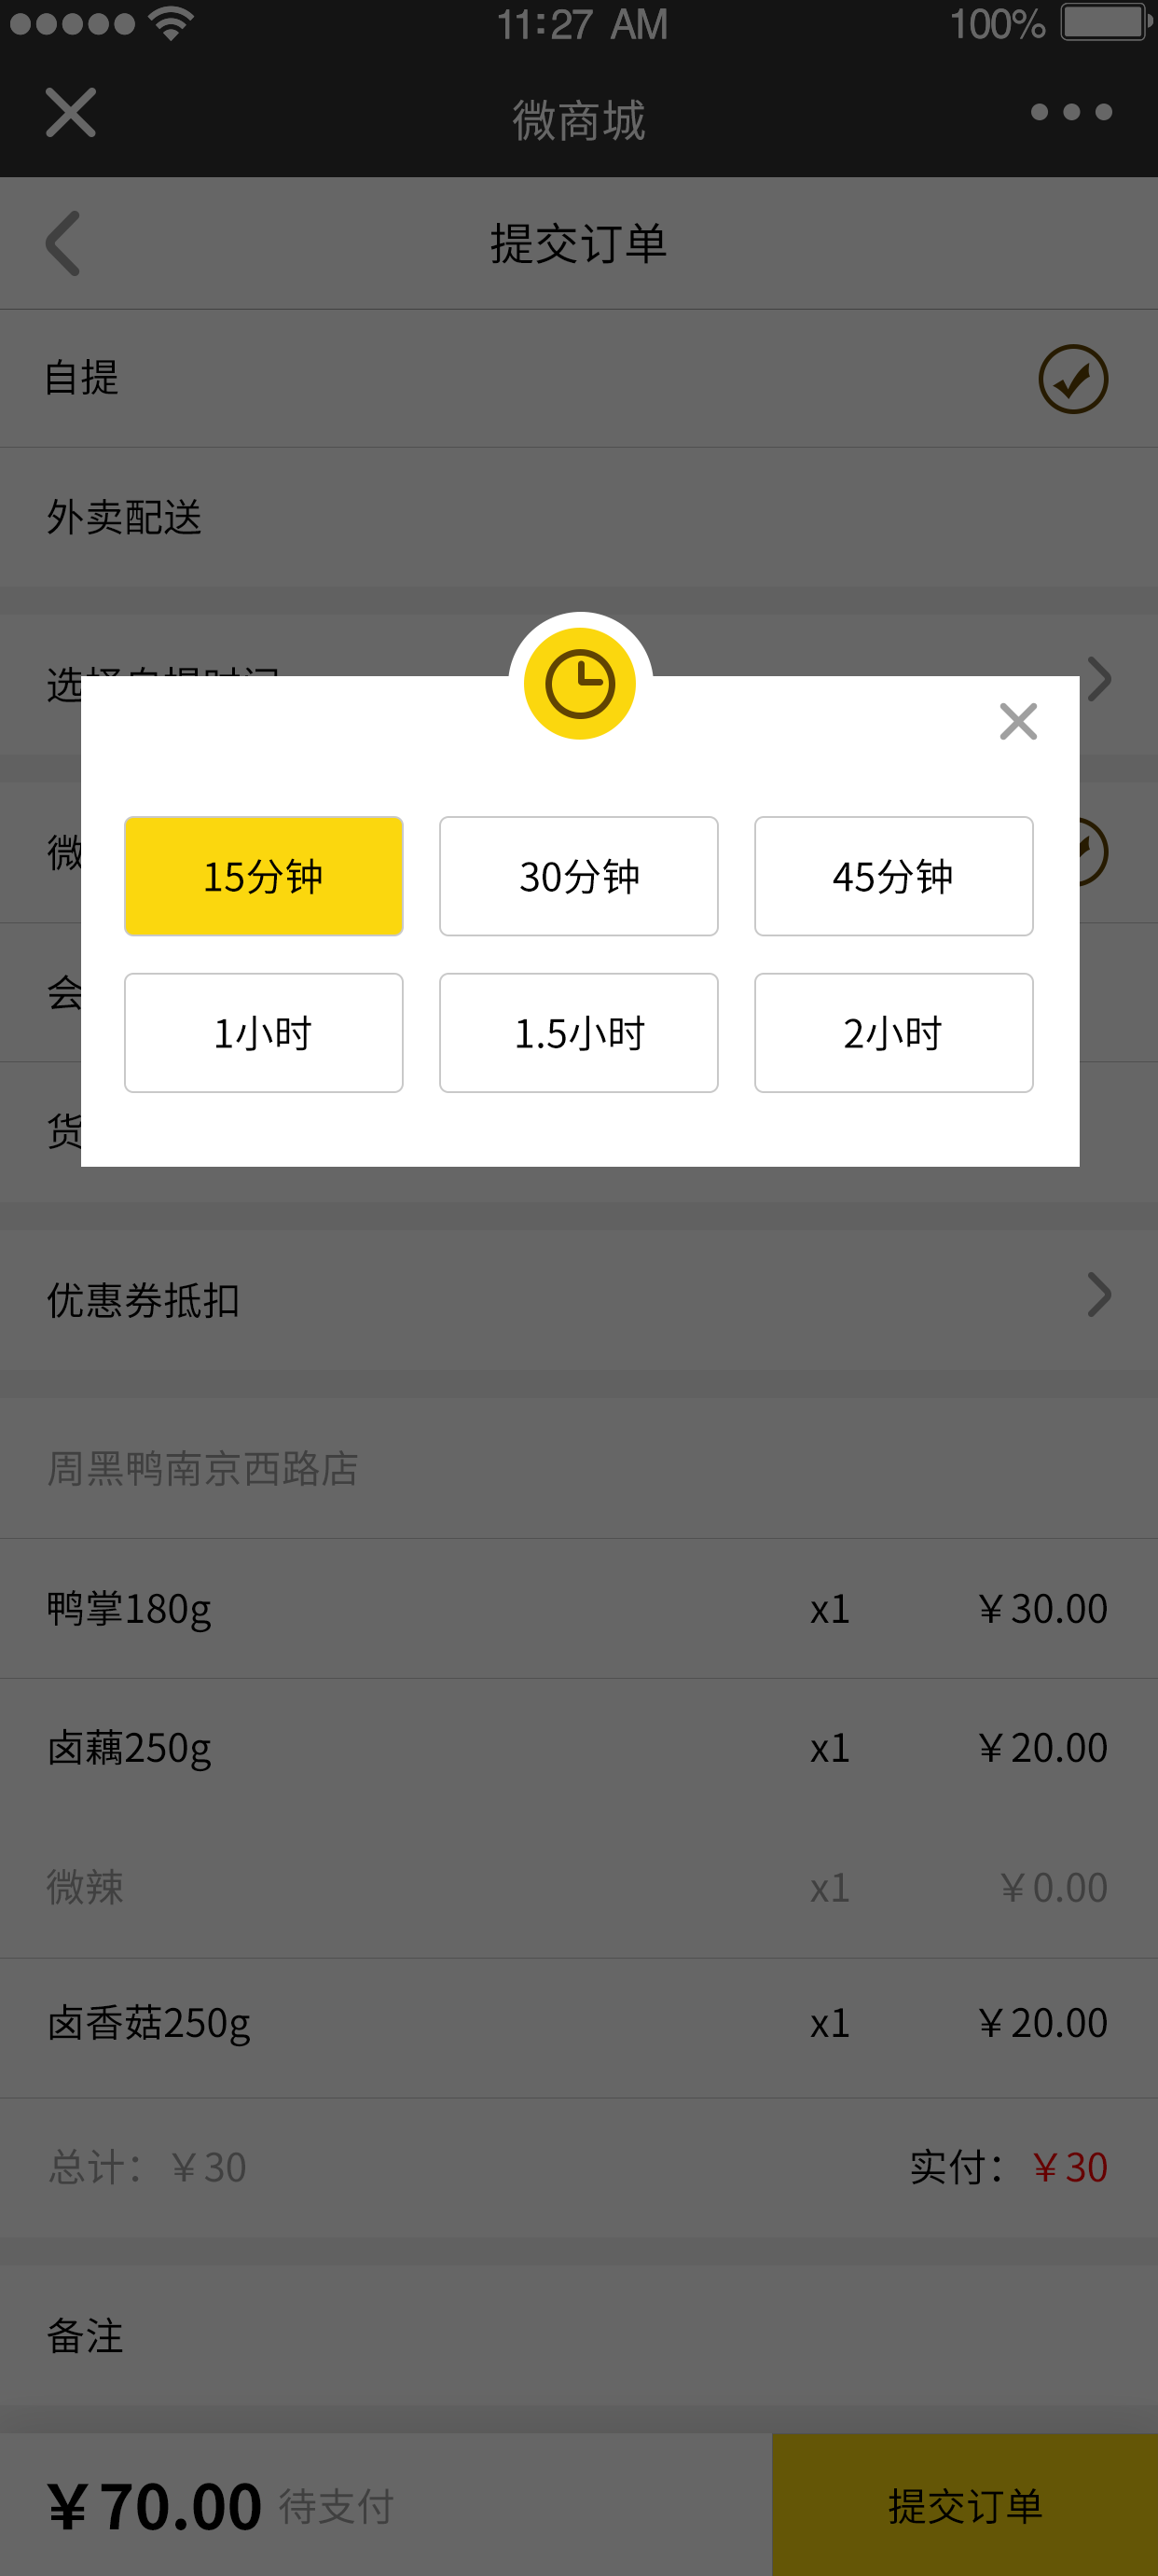 11:27 AM 100%
微商城
提交订单
自提
外卖配送
选择自提时间
15分钟 30分钟 45分钟
微
会
1小时 1.5小时 2小时
货
优惠券抵扣
周黑鸭南京西路店
鸭掌180g x1 ￥30.00
卤藕250g x1 ￥20.00
微辣 x1 ￥0.00
卤香菇250g x1 ￥20.00
总计：￥30 实付：￥30
备注
￥70.00 待支付 提交订单